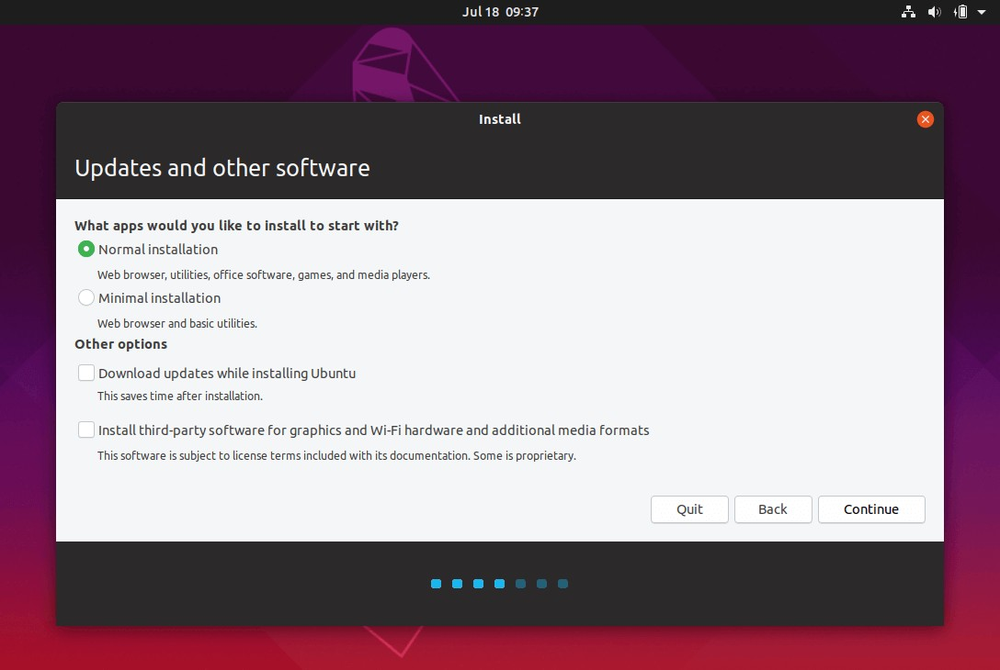 Jul 18 09:37
Install
Updates and other software
What apps would you like to install to start with?
Normal installation
Web browser, utilities, office software, games, and media players.
Minimal installation
Web browser and basic utilities.
Other options
Download updates while installing Ubuntu
This saves time after installation.
Install third-party software for graphics and Wi-Fi hardware and additional media formats
This software is subject to license terms included with its documentation. Some is proprietary.
Quit Back Continue